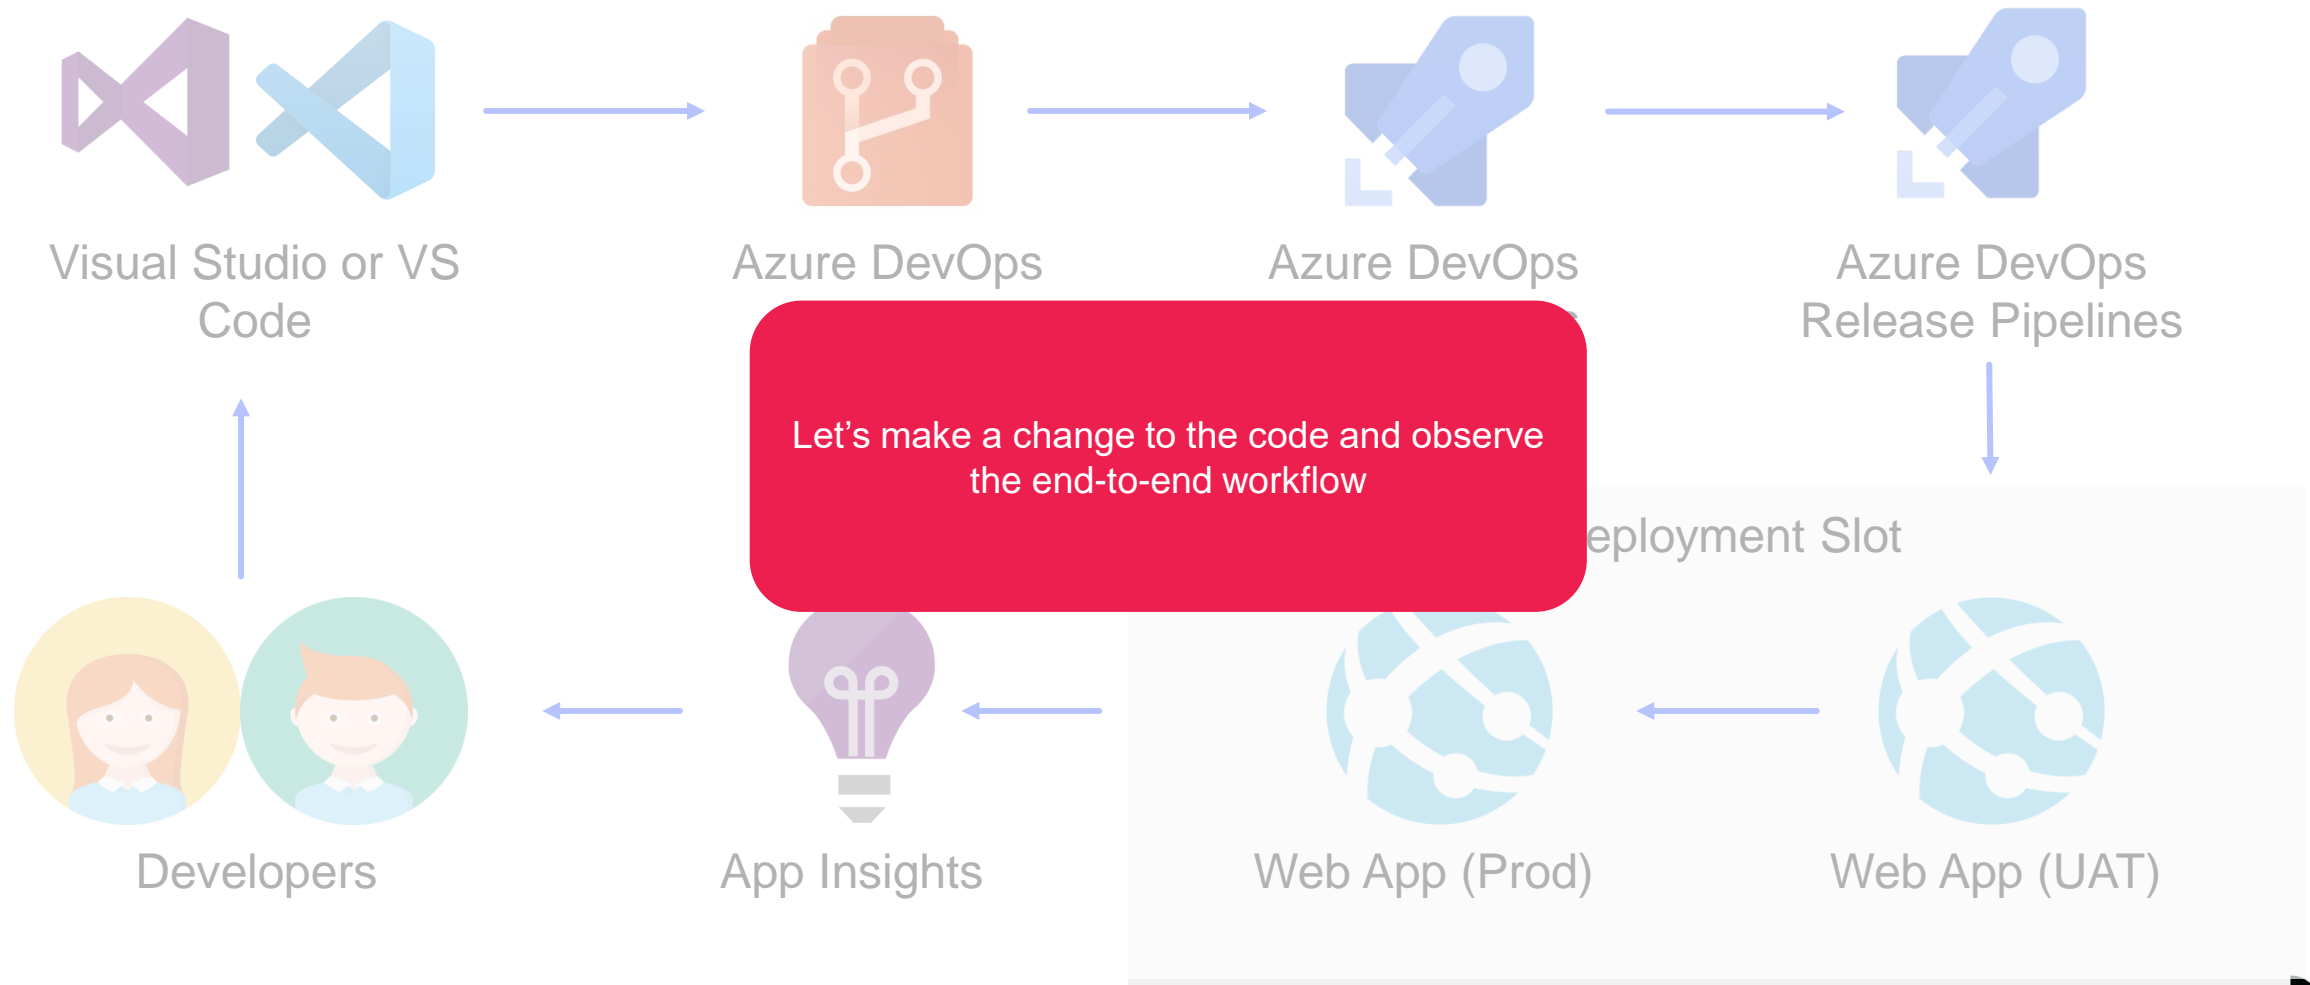 Visual Studio or VS
Code
Azure DevOps
Azure DevOps
Azure DevOps
Release Pipelines
Let’s make a change to the code and observe
the end-to-end workflow
eployment Slot
Developers
App Insights
Web App (Prod)
Web App (UAT)